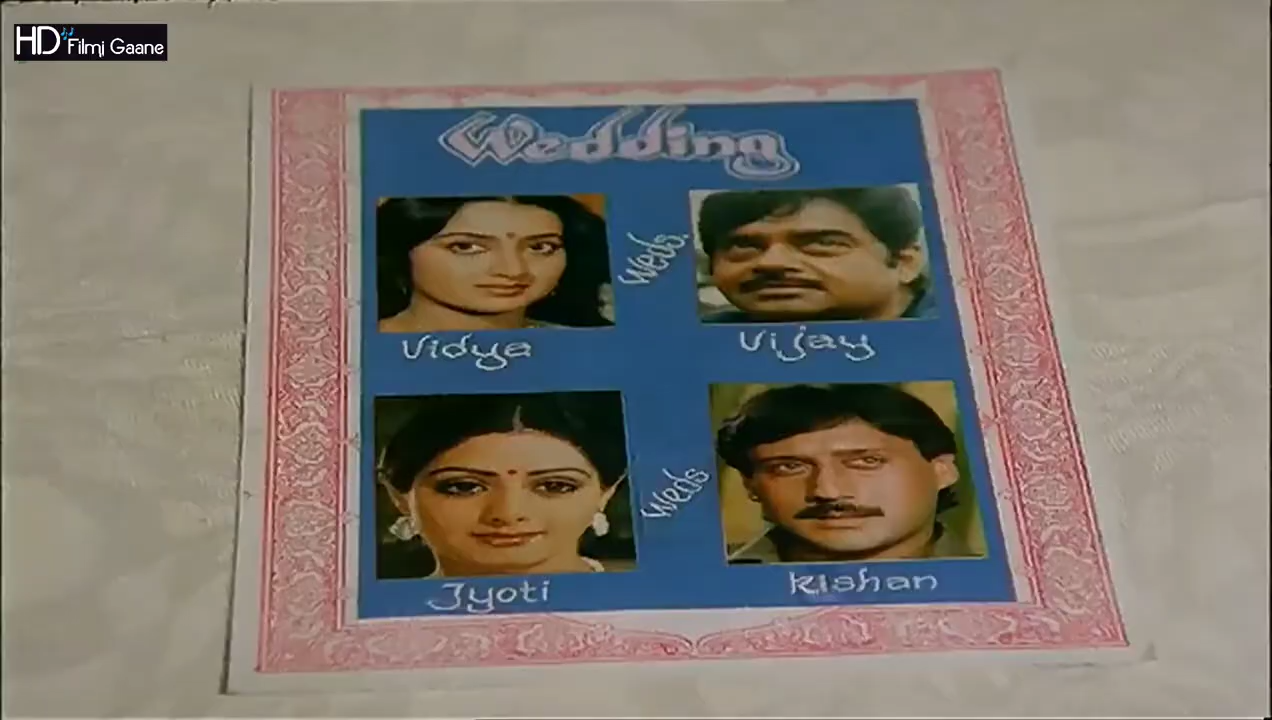 HD Filmi Gaane
Wedding
Weds.
Vidya
Vijay
Weds
Jyoti
Kishan